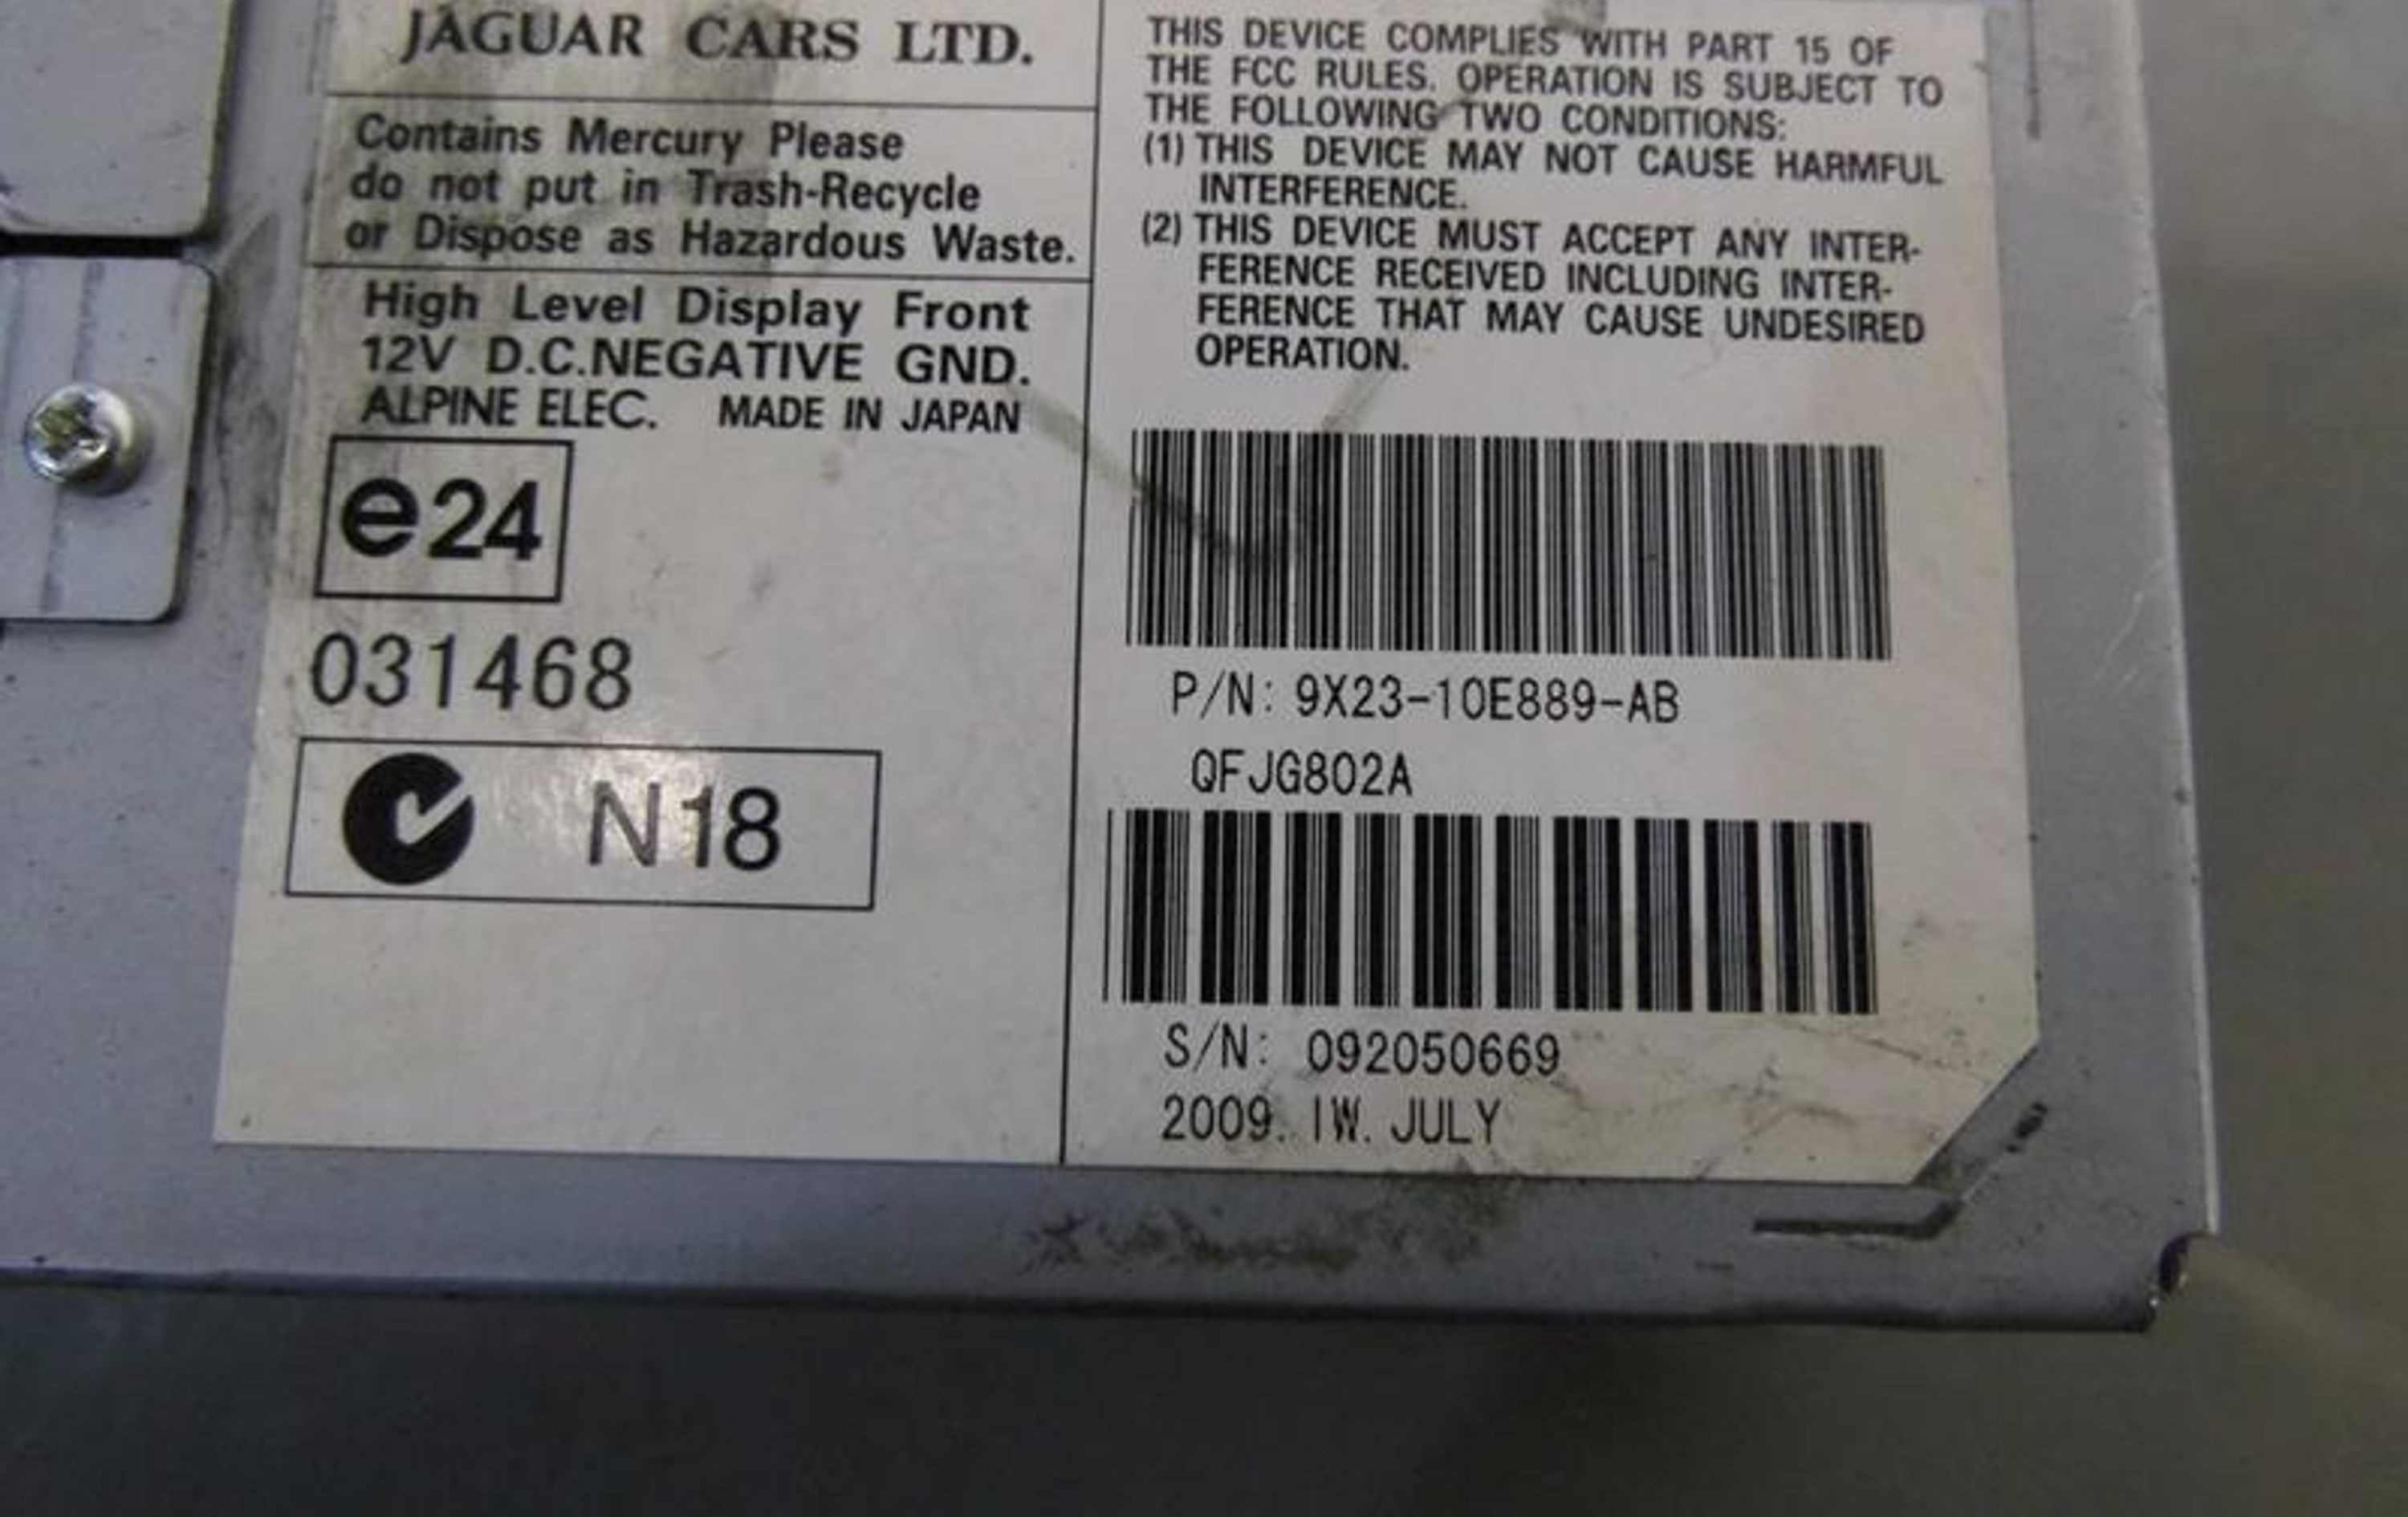 JAGUAR CARS LTD.
Contains Mercury Please
do not put in Trash-Recycle
or Dispose as Hazardous Waste.
High Level Display Front
12V D.C.NEGATIVE GND.
ALPINE ELEC. MADE IN JAPAN
e24
031468
N18
THIS DEVICE COMPLIES WITH PART 15 OF
THE FCC RULES. OPERATION IS SUBJECT TO
THE FOLLOWING TWO CONDITIONS:
(1) THIS DEVICE MAY NOT CAUSE HARMFUL
INTERFERENCE.
(2) THIS DEVICE MUST ACCEPT ANY INTER-
FERENCE RECEIVED INCLUDING INTER-
FERENCE THAT MAY CAUSE UNDESIRED
OPERATION.
P/N: 9X23-10E889-AB
QFJG802A
S/N: 092050669
2009. 1W. JULY